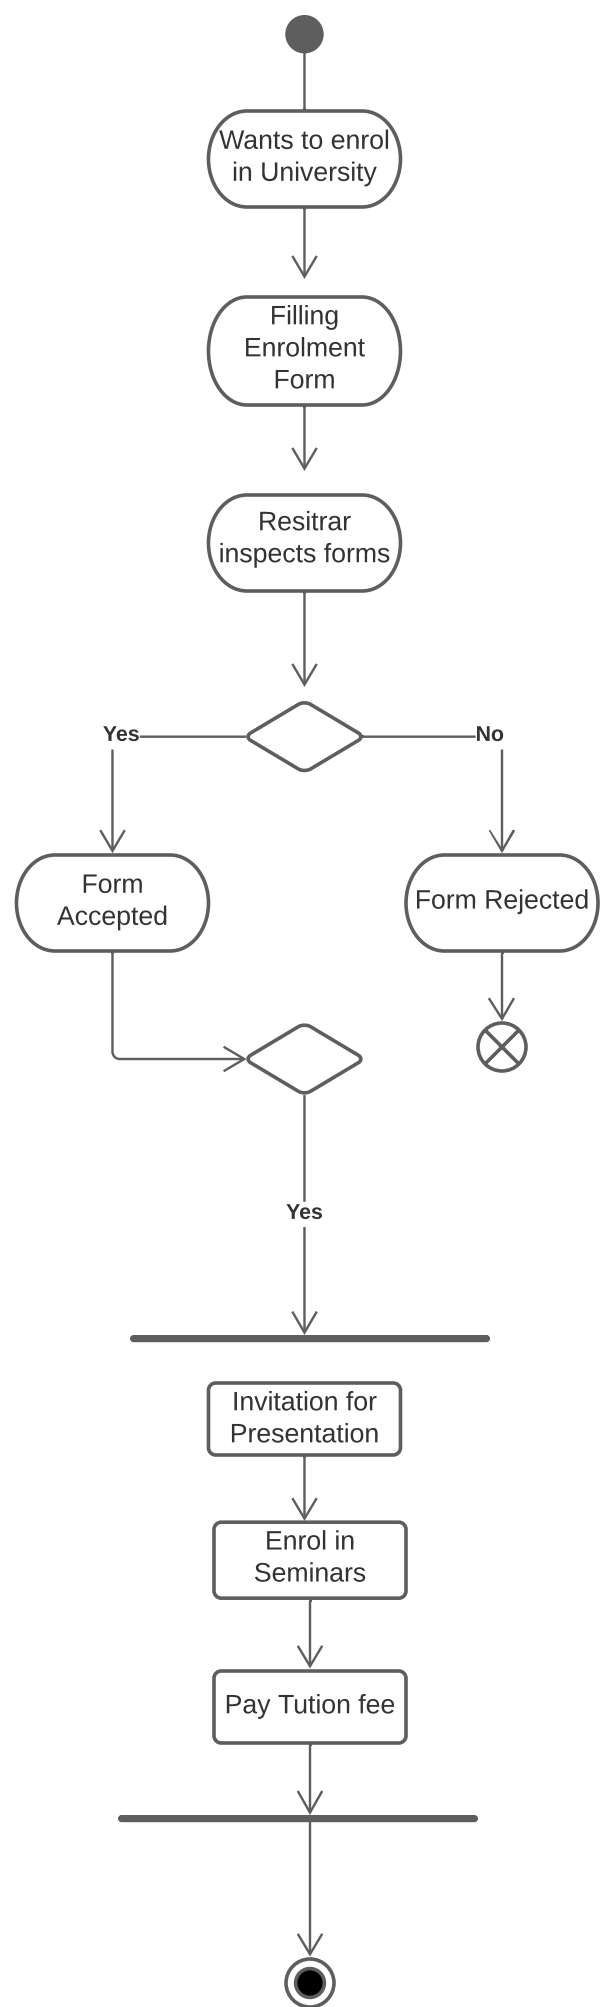 Wants to enrol
in University
Filling
Enrolment
Form
Resitrar
inspects forms
Yes
No
Form
Accepted
Form Rejected
Yes
Invitation for
Presentation
Enrol in
Seminars
Pay Tution fee